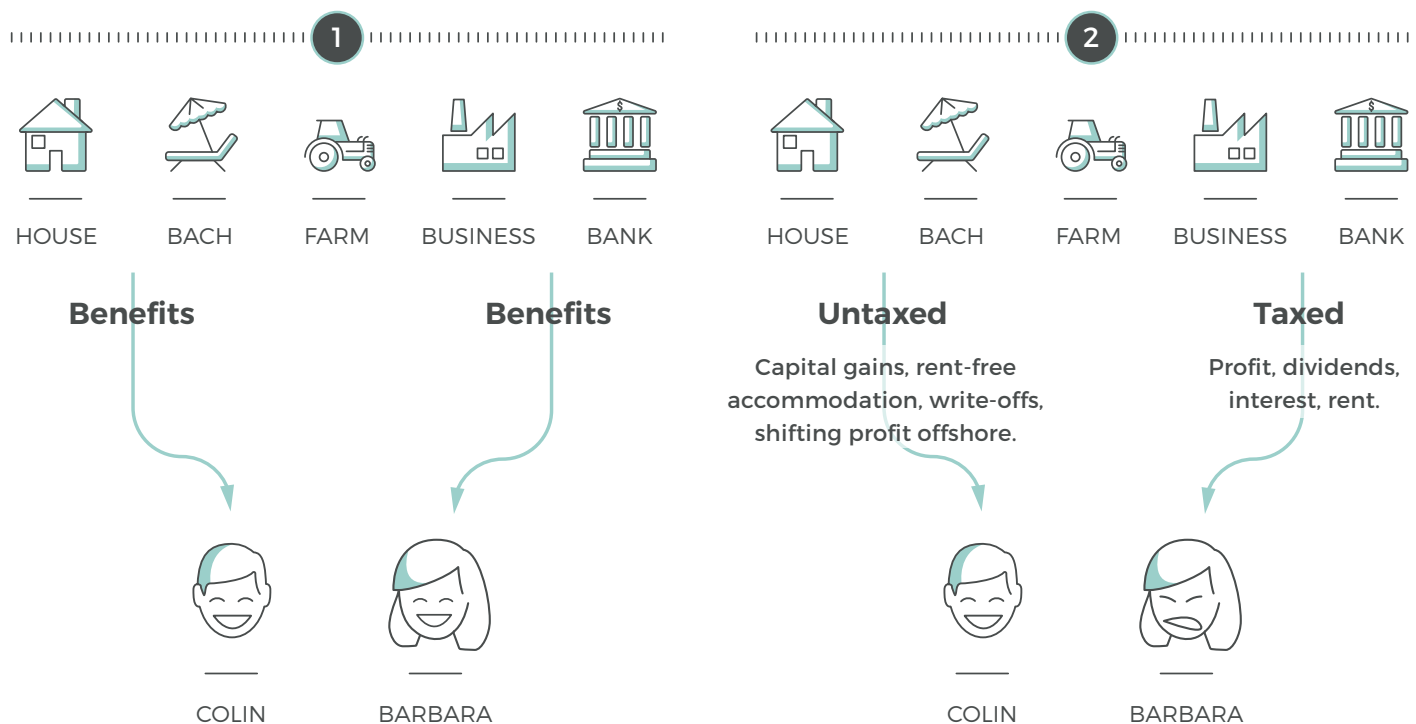 1
HOUSE
BACH
FARM
BUSINESS
BANK
Benefits
Benefits
COLIN
BARBARA
2
HOUSE
BACH
FARM
BUSINESS
BANK
$
$
Untaxed
Capital gains, rent-free
accommodation, write-offs,
shifting profit offshore.
Taxed
Profit, dividends,
interest, rent.
COLIN
BARBARA